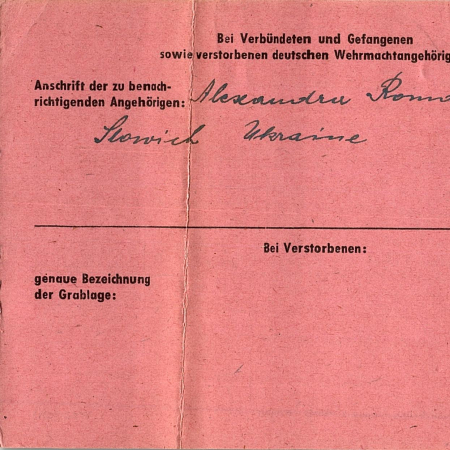 Bei Verbündeten und Gefangenen
sowie verstorbenen deutschen Wehrmachtangehörig
Anschrift der zu benach-
richtigenden Angehörigen: Alexandra Roma
Slowich Ukraine
Bei Verstorbenen:
genaue Bezeichnung
der Grablage: